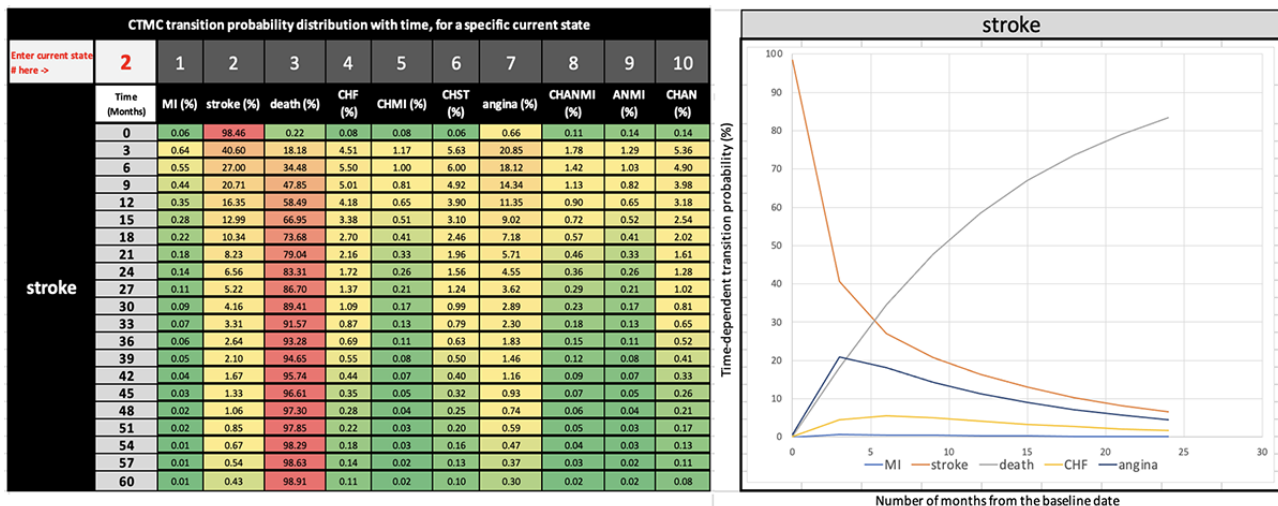 CTMC transition probability distribution with time, for a specific current state
Enter current state # here -> 2 1 2 3 4 5 6 7 8 9 10
Time (Months) MI (%) stroke (%) death (%) CHF (%) CHMI (%) CHST (%) angina (%) CHANMI (%) ANMI (%) CHAN (%)
0 0.06 98.46 0.22 0.08 0.08 0.06 0.66 0.11 0.14 0.14
3 0.64 40.60 18.18 4.51 1.17 5.63 20.85 1.78 1.29 5.36
6 0.55 27.00 34.48 5.50 1.00 6.00 18.12 1.42 1.03 4.90
9 0.44 20.71 47.85 5.01 0.81 4.92 14.34 1.13 0.82 3.98
12 0.35 16.35 58.49 4.18 0.65 3.90 11.35 0.90 0.65 3.18
15 0.28 12.99 66.95 3.38 0.51 3.10 9.02 0.72 0.52 2.54
18 0.22 10.34 73.68 2.70 0.41 2.46 7.18 0.57 0.41 2.02
21 0.18 8.23 79.04 2.16 0.33 1.96 5.71 0.46 0.33 1.61
24 0.14 6.56 83.31 1.72 0.26 1.56 4.55 0.36 0.26 1.28
stroke 27 0.11 5.22 86.70 1.37 0.21 1.24 3.62 0.29 0.21 1.02
30 0.09 4.16 89.41 1.09 0.17 0.99 2.89 0.23 0.17 0.81
33 0.07 3.31 91.57 0.87 0.13 0.79 2.30 0.18 0.13 0.65
36 0.06 2.64 93.28 0.69 0.11 0.63 1.83 0.15 0.11 0.52
39 0.05 2.10 94.65 0.55 0.08 0.50 1.46 0.12 0.08 0.41
42 0.04 1.67 95.74 0.44 0.07 0.40 1.16 0.09 0.07 0.33
45 0.03 1.33 96.61 0.35 0.05 0.32 0.93 0.07 0.05 0.26
48 0.02 1.06 97.30 0.28 0.04 0.25 0.74 0.06 0.04 0.21
51 0.02 0.85 97.85 0.22 0.03 0.20 0.59 0.05 0.03 0.17
54 0.01 0.67 98.29 0.18 0.03 0.16 0.47 0.04 0.03 0.13
57 0.01 0.54 98.63 0.14 0.02 0.13 0.37 0.03 0.02 0.11
60 0.01 0.43 98.91 0.11 0.02 0.10 0.30 0.02 0.02 0.08
stroke
Time-dependent transition probability (%)
100
90
80
70
60
50
40
30
20
10
0
0 5 10 15 20 25 30
MI stroke death CHF angina
Number of months from the baseline date